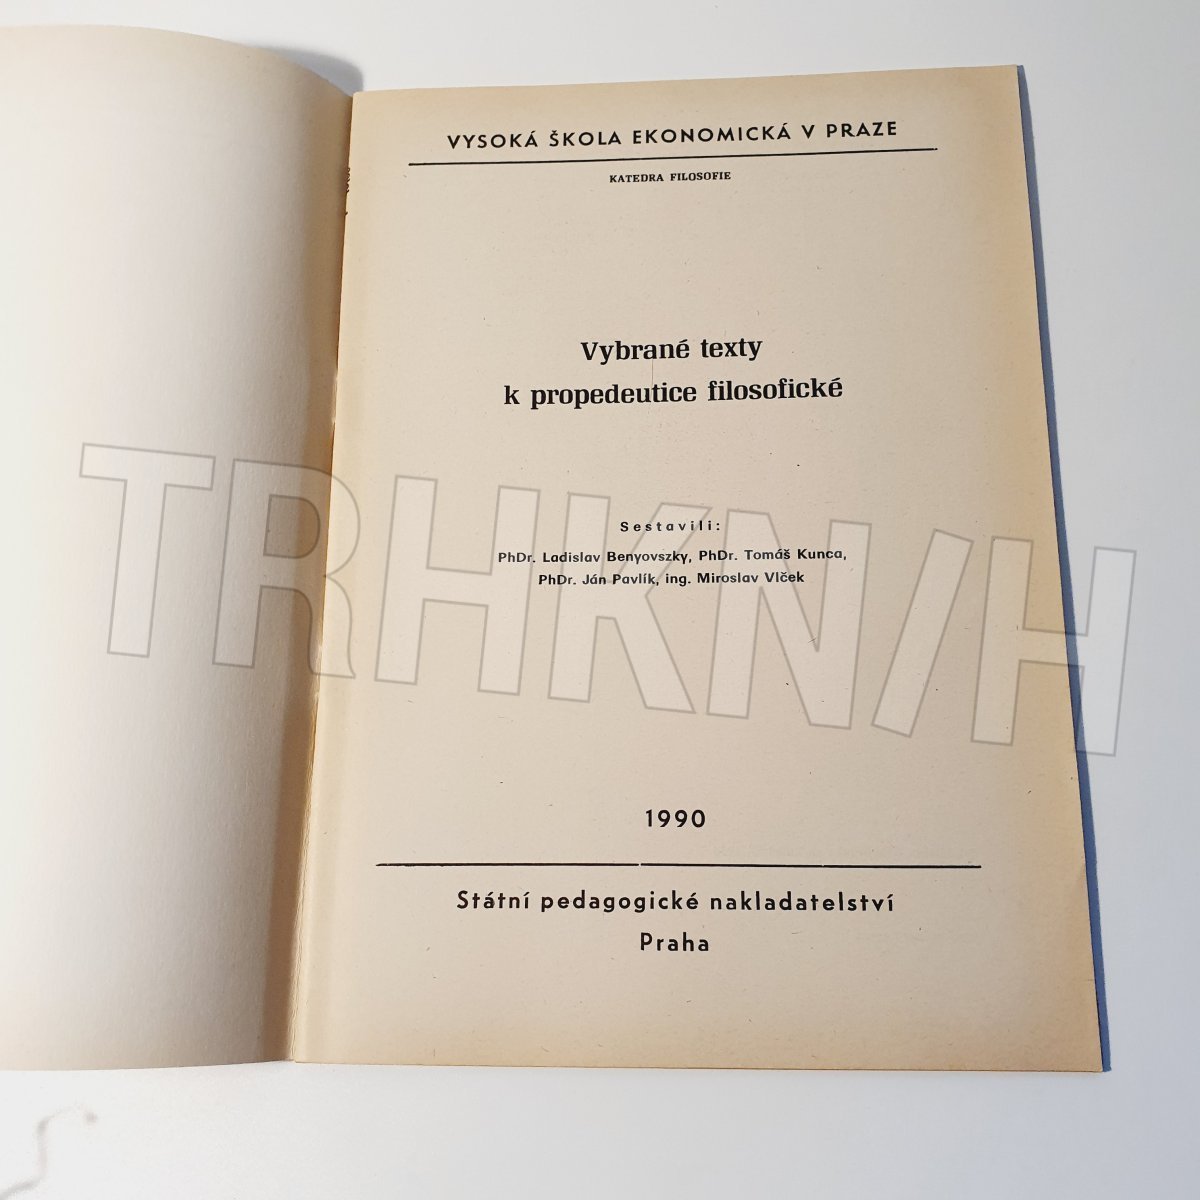 VYSOKÁ ŠKOLA EKONOMICKÁ V PRAZE
KATEDRA FILOSOFIE
Vybrané texty
k propedeutice filosofické
Sestavili:
PhDr. Ladislav Benyovszky, PhDr. Tomáš Kunca,
PhDr. Ján Pavlík, ing. Miroslav Vlček
1990
Státní pedagogické nakladatelství
Praha
TRHKN/H